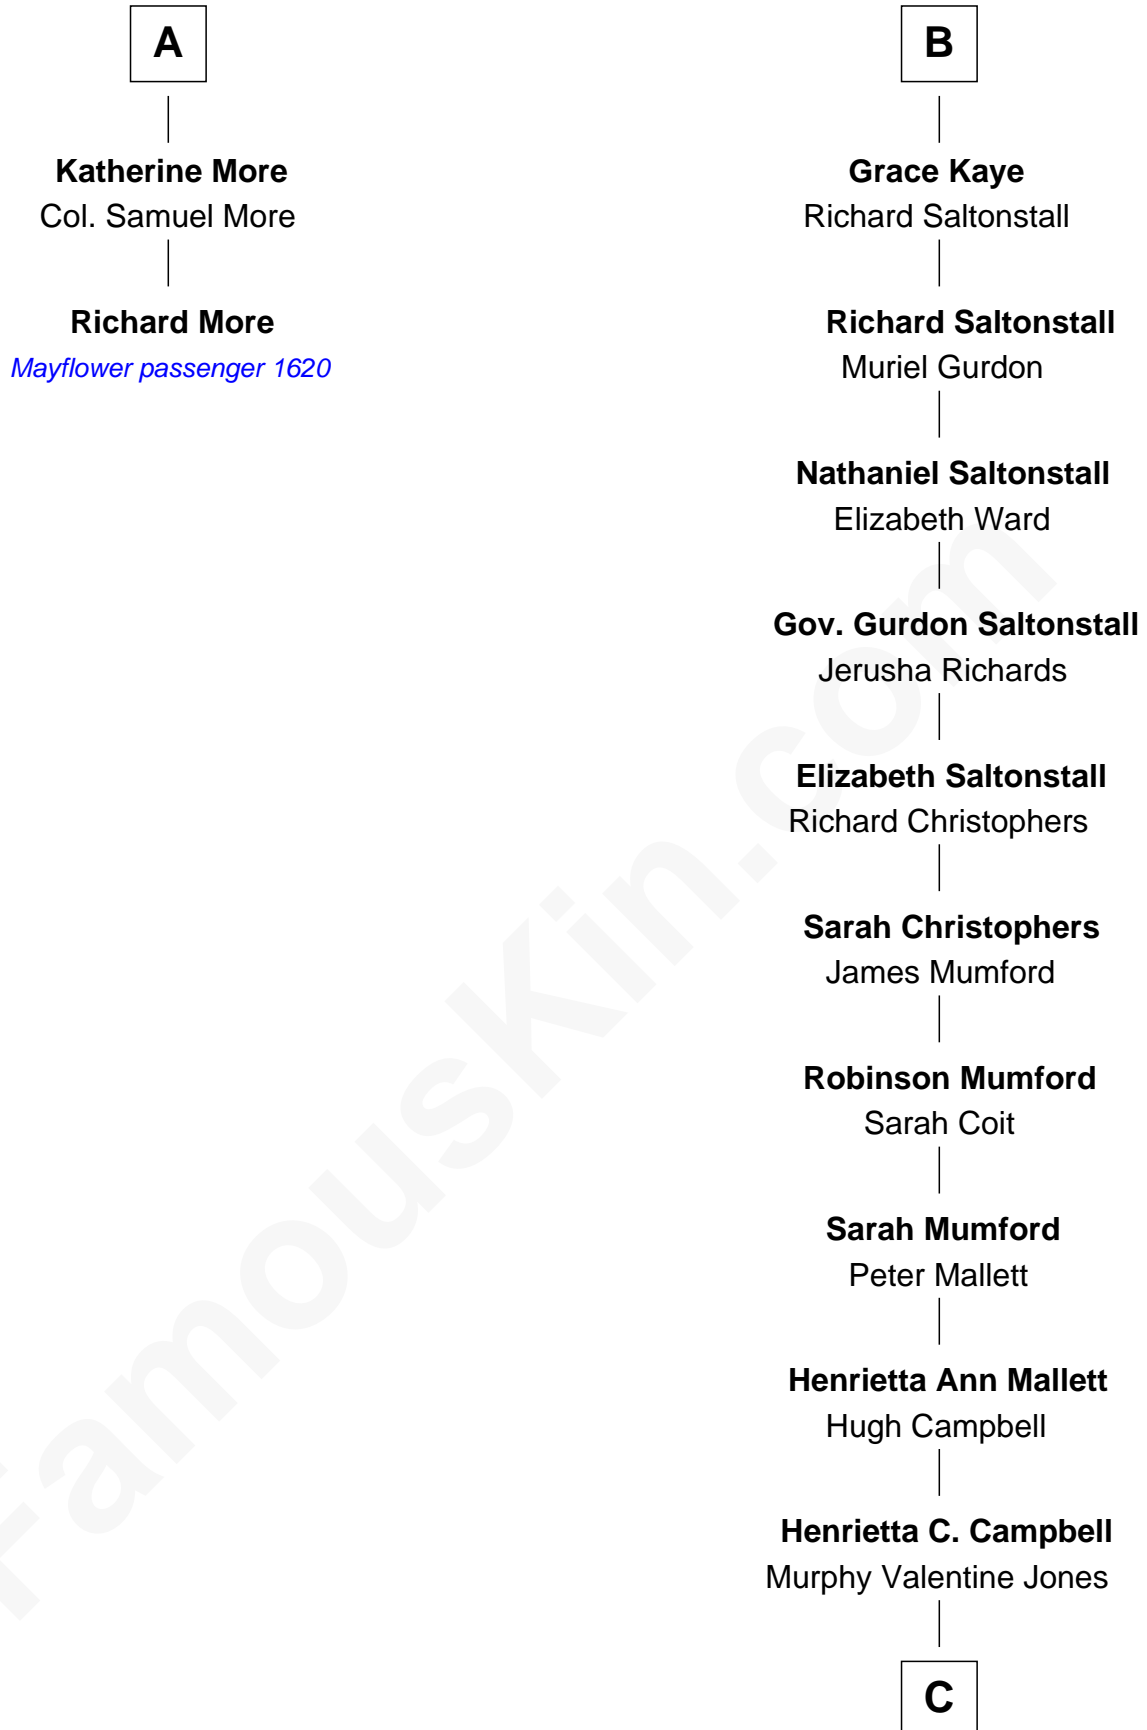 A
Katherine More
Col. Samuel More
Richard More
Mayflower passenger 1620
B
Grace Kaye
Richard Saltonstall
Richard Saltonstall
Muriel Gurdon
Nathaniel Saltonstall
Elizabeth Ward
Gov. Gurdon Saltonstall
Jerusha Richards
Elizabeth Saltonstall
Richard Christophers
Sarah Christophers
James Mumford
Robinson Mumford
Sarah Coit
Sarah Mumford
Peter Mallett
Henrietta Ann Mallett
Hugh Campbell
Henrietta C. Campbell
Murphy Valentine Jones
C
FamousKin.com